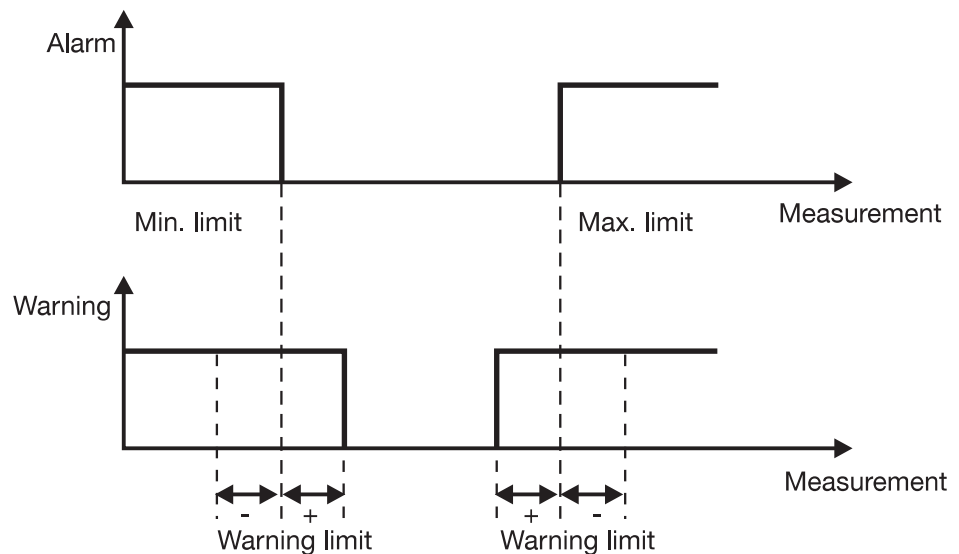 Alarm
Min. limit
Max. limit
Measurement
Warning
Measurement
- + + -
Warning limit Warning limit